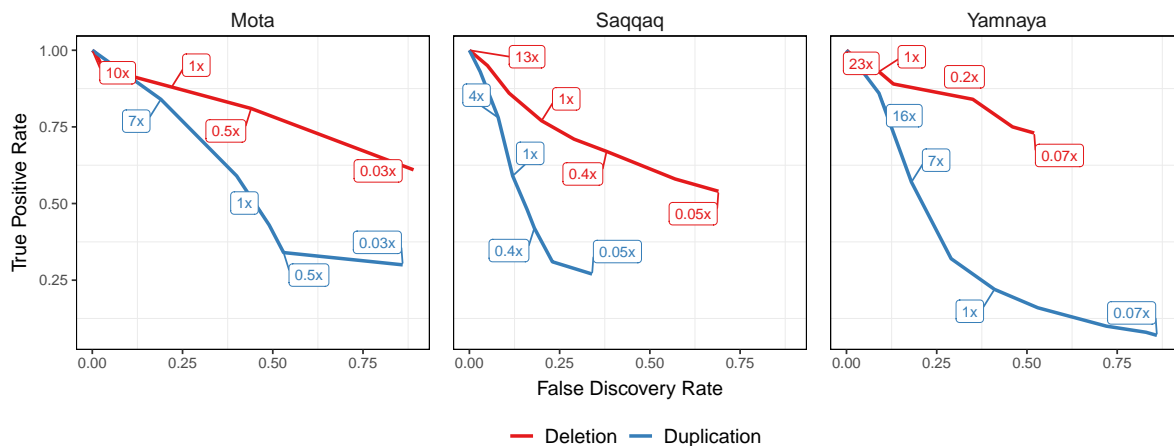 Mota
Saqqaq
Yamnaya
True Positive Rate
1.00
0.75
0.50
0.25
10x
1x
0.5x
0.03x
7x
1x
0.5x
0.03x
13x
1x
0.4x
0.05x
4x
1x
0.4x
0.05x
23x
1x
0.2x
0.07x
16x
7x
1x
0.07x
0.00 0.25 0.50 0.75
0.00 0.25 0.50 0.75
0.00 0.25 0.50 0.75
False Discovery Rate
Deletion Duplication